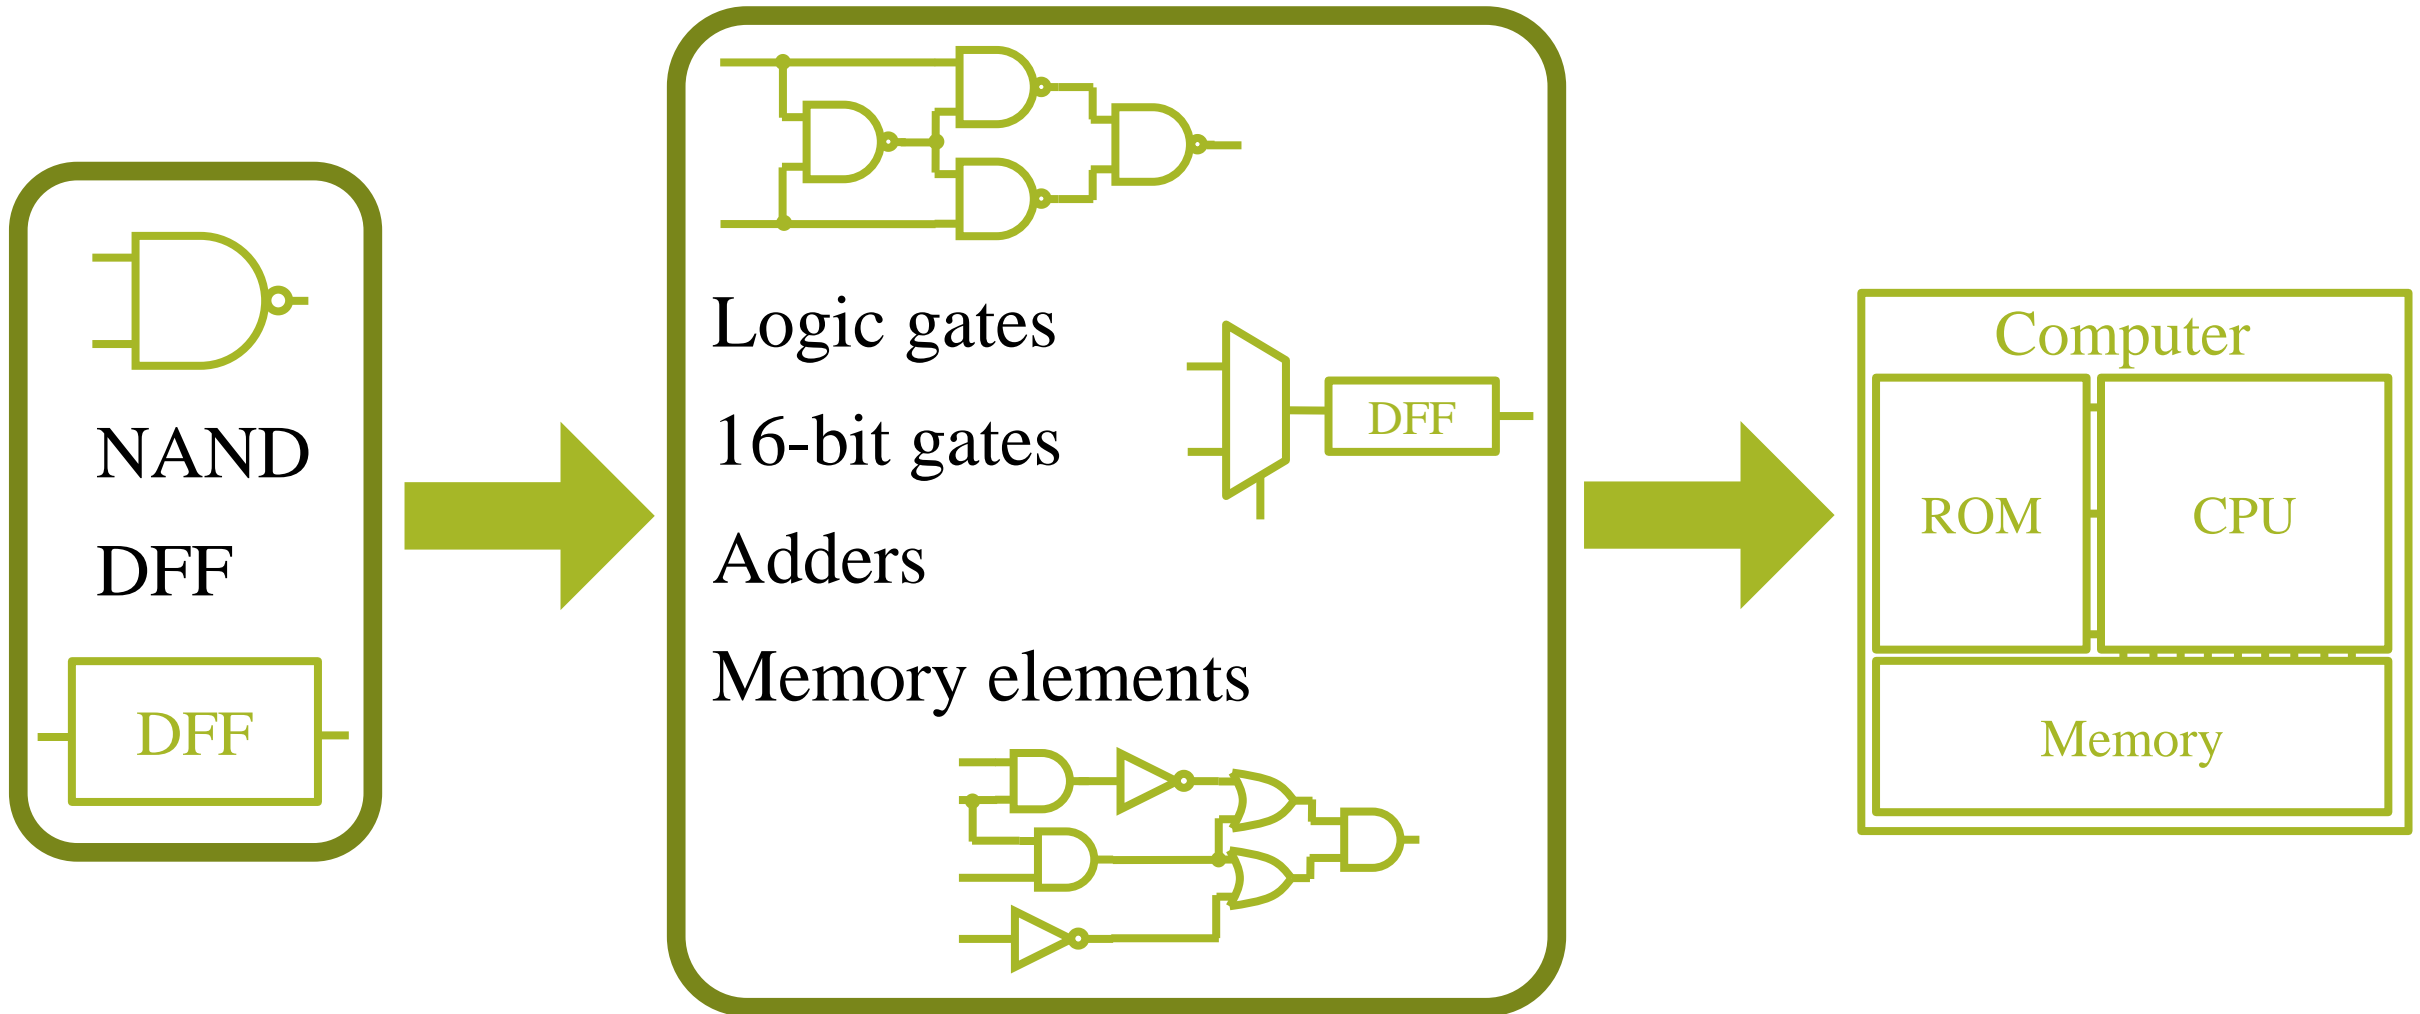 NAND
DFF
DFF
Logic gates
16-bit gates
Adders
Memory elements
DFF
Computer
ROM
CPU
Memory